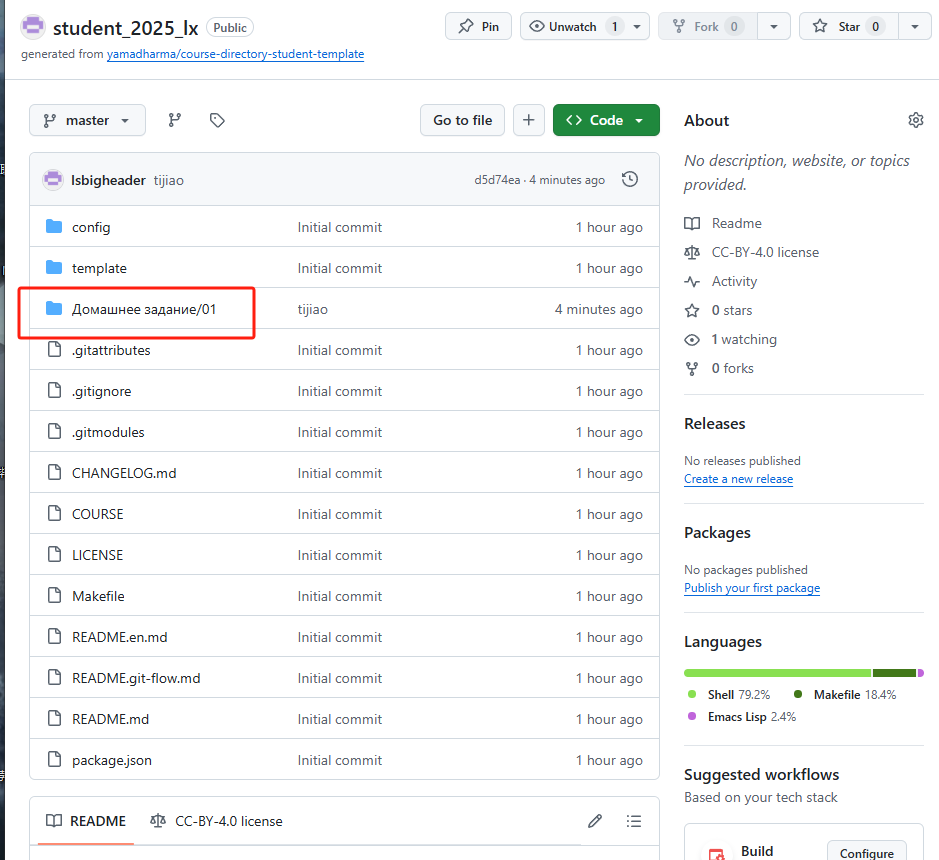 student_2025_lx Public Pin Unwatch 1 Fork 0 Star 0
generated from yamadharma/course-directory-student-template
master Go to file Code
lsbigheader tijiao d5d74ea · 4 minutes ago
config Initial commit 1 hour ago
template Initial commit 1 hour ago
Домашнее задание/01 tijiao 4 minutes ago
.gitattributes Initial commit 1 hour ago
.gitignore Initial commit 1 hour ago
.gitmodules Initial commit 1 hour ago
CHANGELOG.md Initial commit 1 hour ago
COURSE Initial commit 1 hour ago
LICENSE Initial commit 1 hour ago
Makefile Initial commit 1 hour ago
README.en.md Initial commit 1 hour ago
README.git-flow.md Initial commit 1 hour ago
README.md Initial commit 1 hour ago
package.json Initial commit 1 hour ago
README CC-BY-4.0 license
About
No description, website, or topics
provided.
Readme
CC-BY-4.0 license
Activity
0 stars
1 watching
0 forks
Releases
No releases published
Create a new release
Packages
No packages published
Publish your first package
Languages
Shell 79.2% Makefile 18.4%
Emacs Lisp 2.4%
Suggested workflows
Based on your tech stack
Build Configure